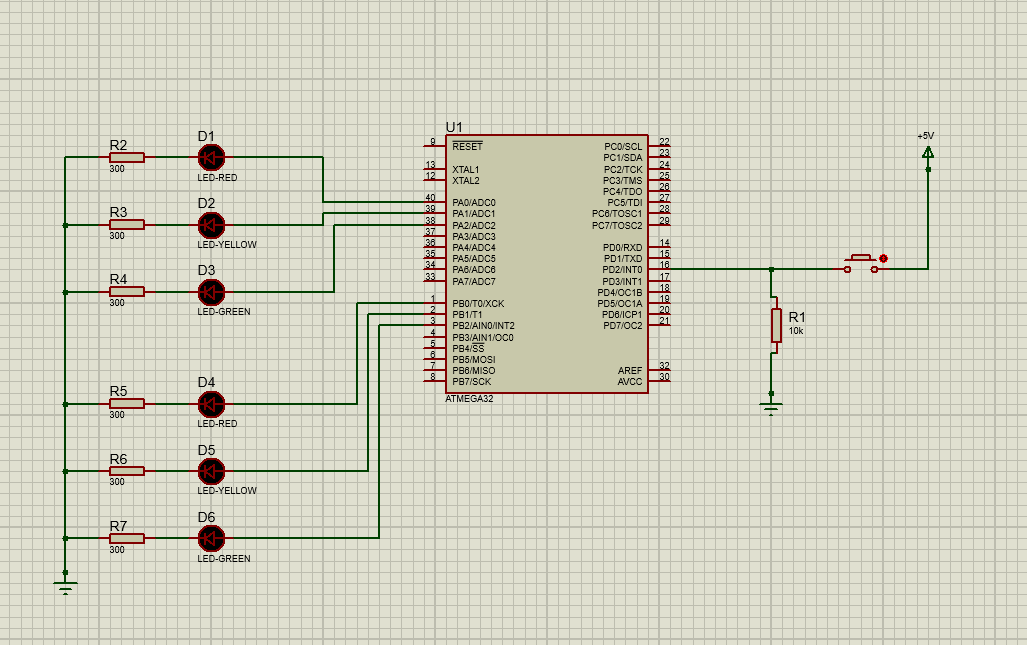 R2
300
D1
LED-RED
R3
300
D2
LED-YELLOW
R4
300
D3
LED-GREEN
R5
300
D4
LED-RED
R6
300
D5
LED-YELLOW
R7
300
D6
LED-GREEN
U1
9 RESET
13 XTAL1
12 XTAL2
40 PA0/ADC0
39 PA1/ADC1
38 PA2/ADC2
37 PA3/ADC3
36 PA4/ADC4
35 PA5/ADC5
34 PA6/ADC6
33 PA7/ADC7
1 PB0/T0/XCK
2 PB1/T1
3 PB2/AIN0/INT2
4 PB3/AIN1/OC0
5 PB4/SS
6 PB5/MOSI
7 PB6/MISO
8 PB7/SCK
PC0/SCL 22
PC1/SDA 23
PC2/TCK 24
PC3/TMS 25
PC4/TDO 26
PC5/TDI 27
PC6/TOSC1 28
PC7/TOSC2 29
PD0/RXD 14
PD1/TXD 15
PD2/INT0 16
PD3/INT1 17
PD4/OC1B 18
PD5/OC1A 19
PD6/ICP1 20
PD7/OC2 21
AREF 32
AVCC 30
ATMEGA32
+5V
R1
10k